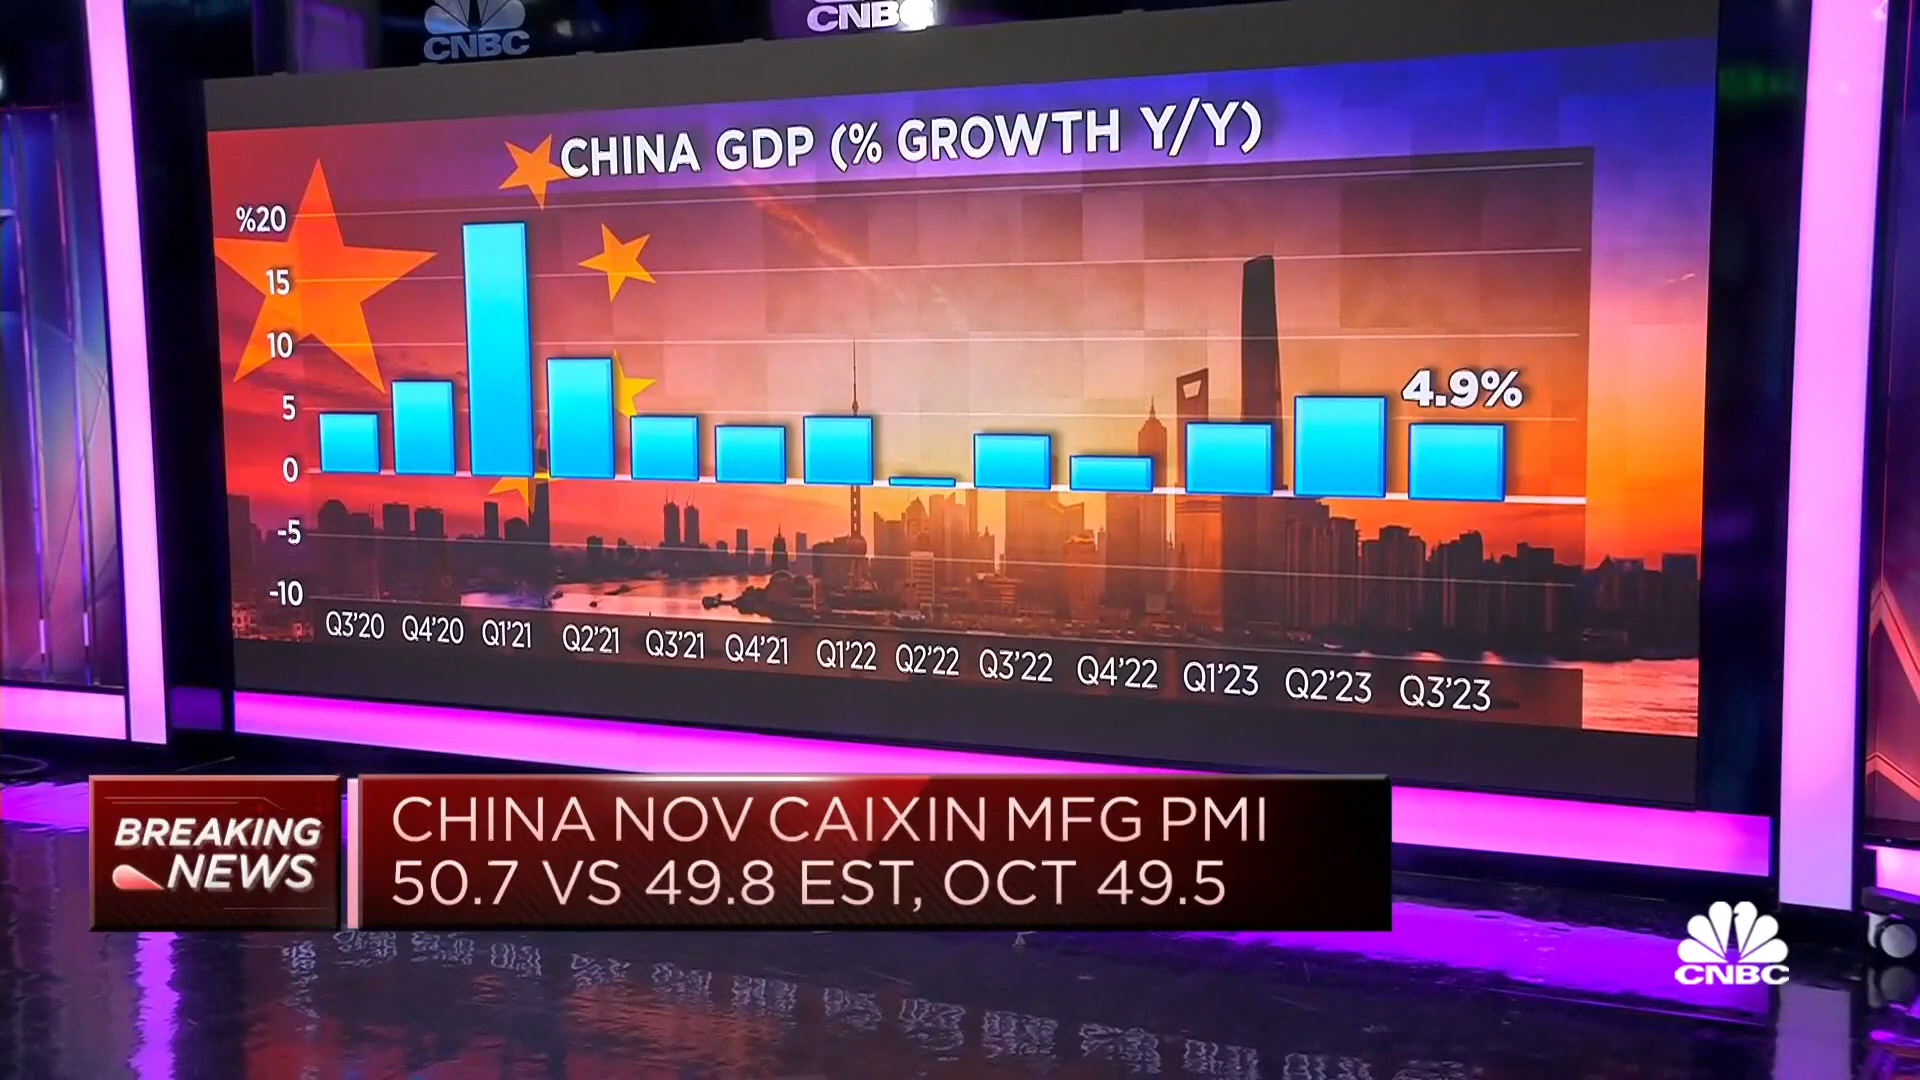 CNBC
CNBC
CHINA GDP (% GROWTH Y/Y)
%20
15
10
5
0
-5
-10
4.9%
Q3'20 Q4'20 Q1'21 Q2'21 Q3'21 Q4'21 Q1'22 Q2'22 Q3'22 Q4'22 Q1'23 Q2'23 Q3'23
BREAKING
NEWS
CHINA NOV CAIXIN MFG PMI
50.7 VS 49.8 EST, OCT 49.5
CNBC